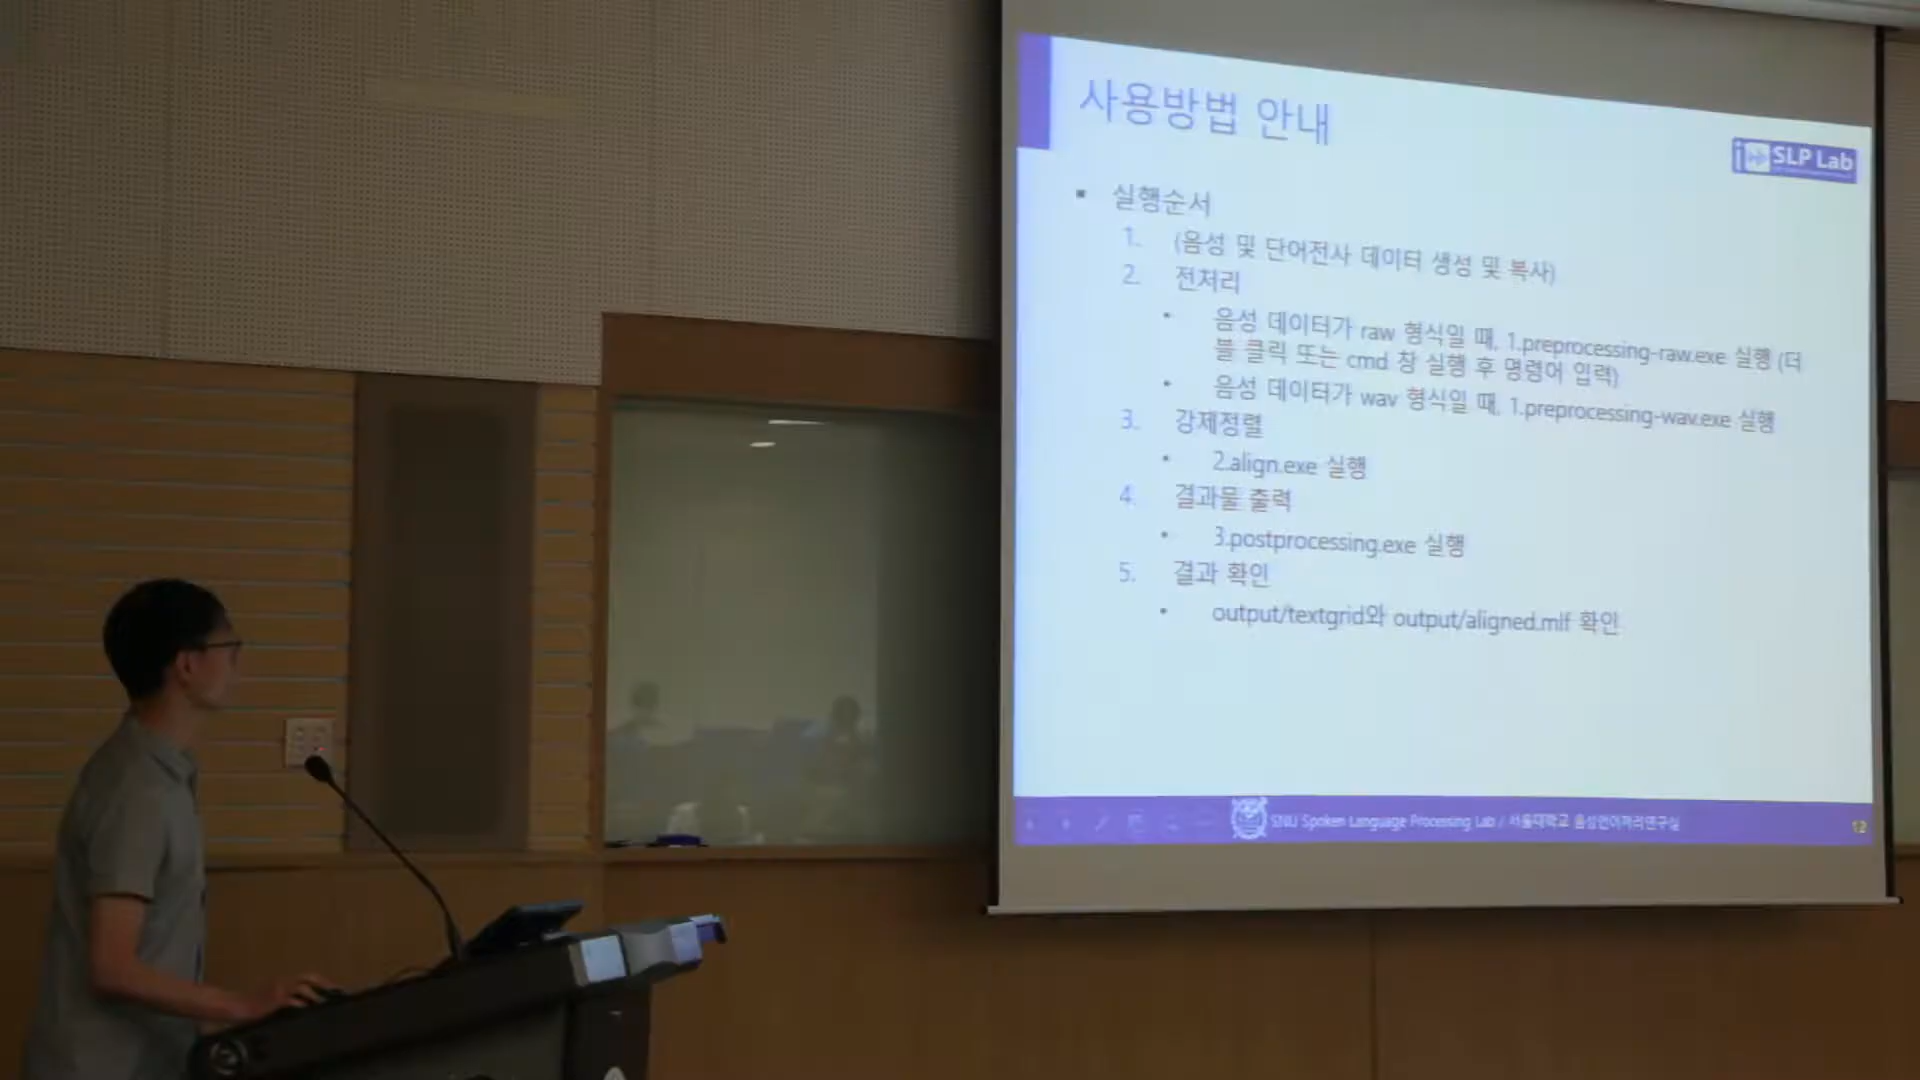 사용방법 안내
SLP Lab
▪ 실행순서
1. (음성 및 단어전사 데이터 생성 및 복사)
2. 전처리
• 음성 데이터가 raw 형식일 때, 1.preprocessing-raw.exe 실행 (더
블 클릭 또는 cmd 창 실행 후 명령어 입력)
• 음성 데이터가 wav 형식일 때, 1.preprocessing-wav.exe 실행
3. 강제정렬
• 2.align.exe 실행
4. 결과물 출력
• 3.postprocessing.exe 실행
5. 결과 확인
• output/textgrid와 output/aligned.mlf 확인
SNU Spoken Language Processing Lab / 서울대학교 음성언어처리연구실
12